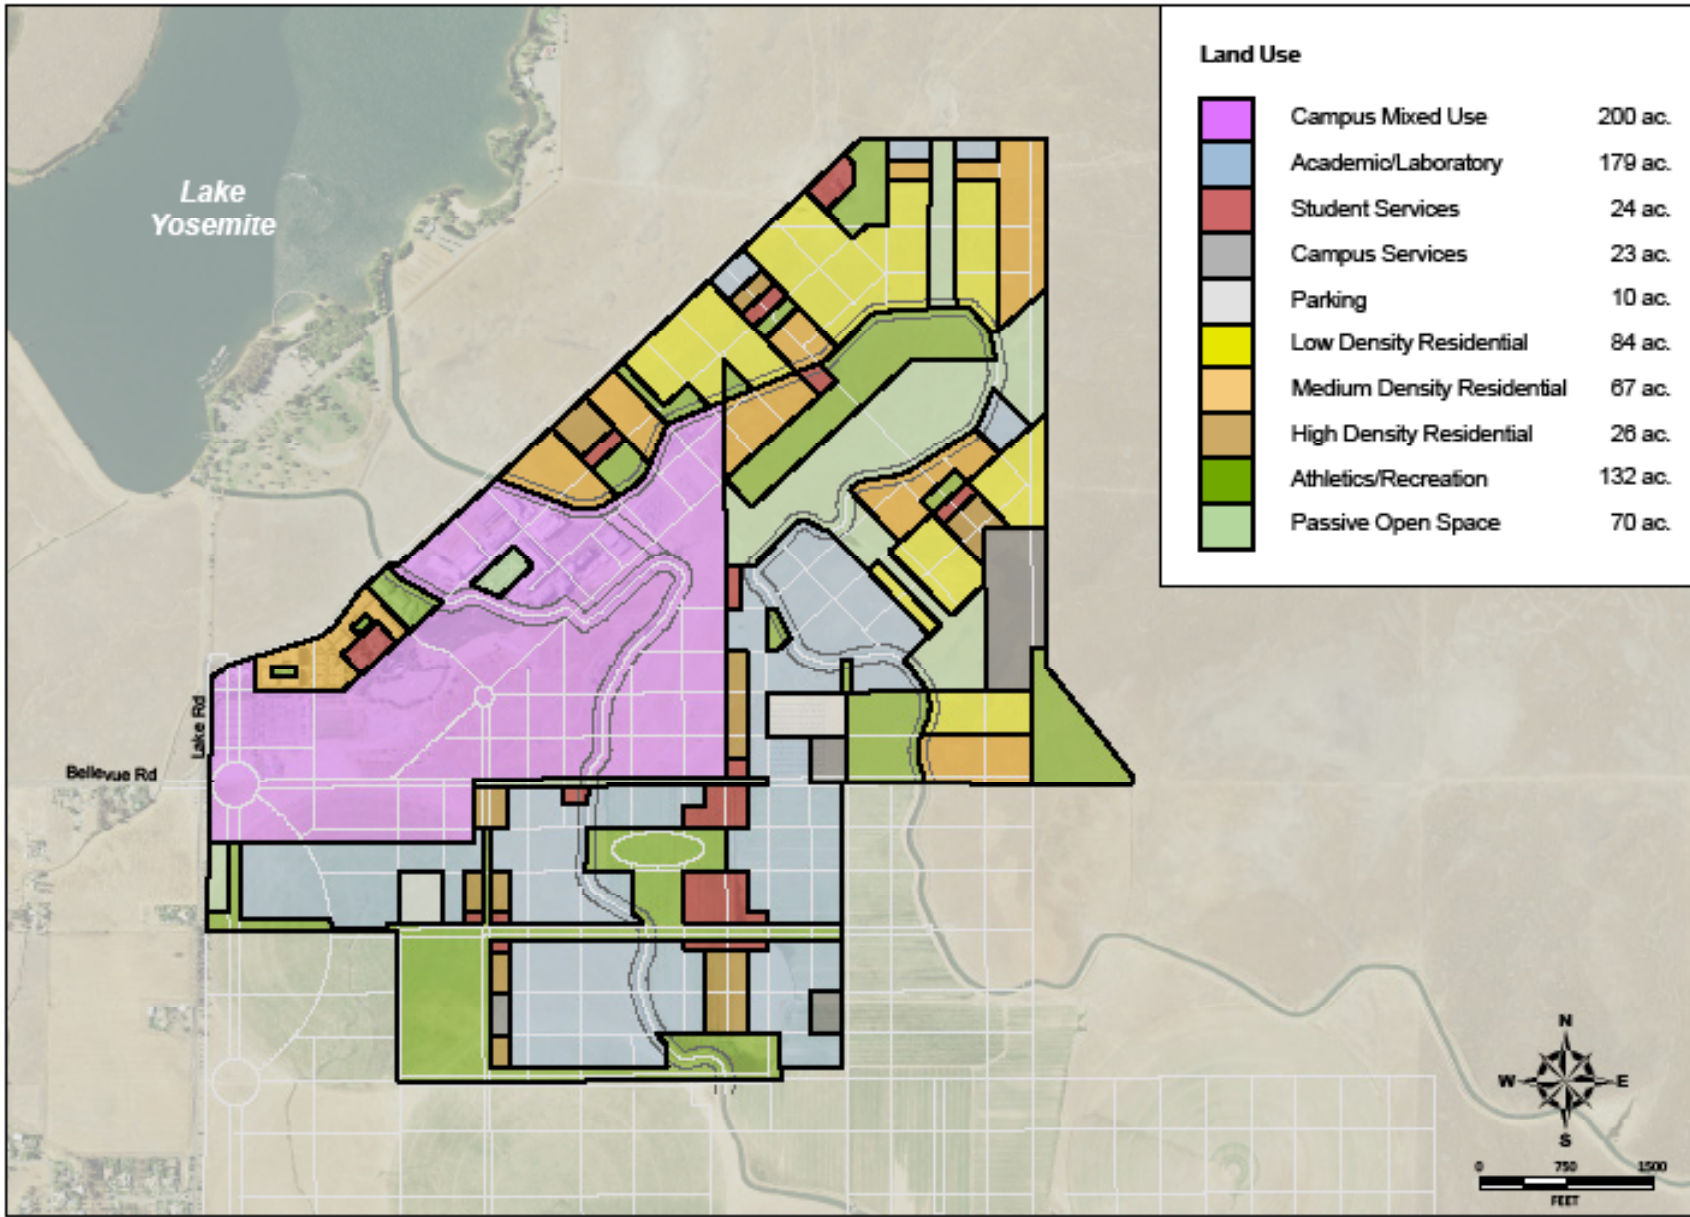 Land Use
Campus Mixed Use 200 ac.
Academic/Laboratory 179 ac.
Student Services 24 ac.
Campus Services 23 ac.
Parking 10 ac.
Low Density Residential 84 ac.
Medium Density Residential 67 ac.
High Density Residential 26 ac.
Athletics/Recreation 132 ac.
Passive Open Space 70 ac.
Lake
Yosemite
Lake Rd
Bellevue Rd
N
W E
S
0 750 1500
FEET